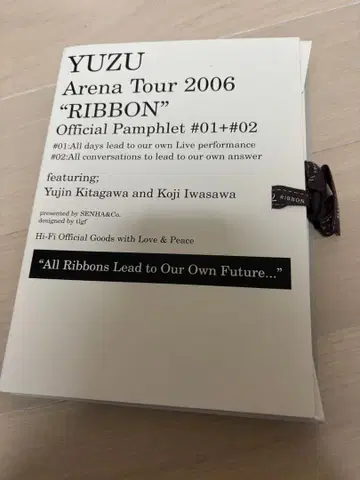 YUZU
Arena Tour 2006
“RIBBON”
Official Pamphlet #01+#02
#01:All days lead to our own Live performance
#02:All conversations to lead to our own answer
featuring;
Yujin Kitagawa and Koji Iwasawa
presented by SENHA&Co.
designed by tlgf
Hi-Fi Official Goods with Love & Peace
RIBBON
“All Ribbons Lead to Our Own Future...”